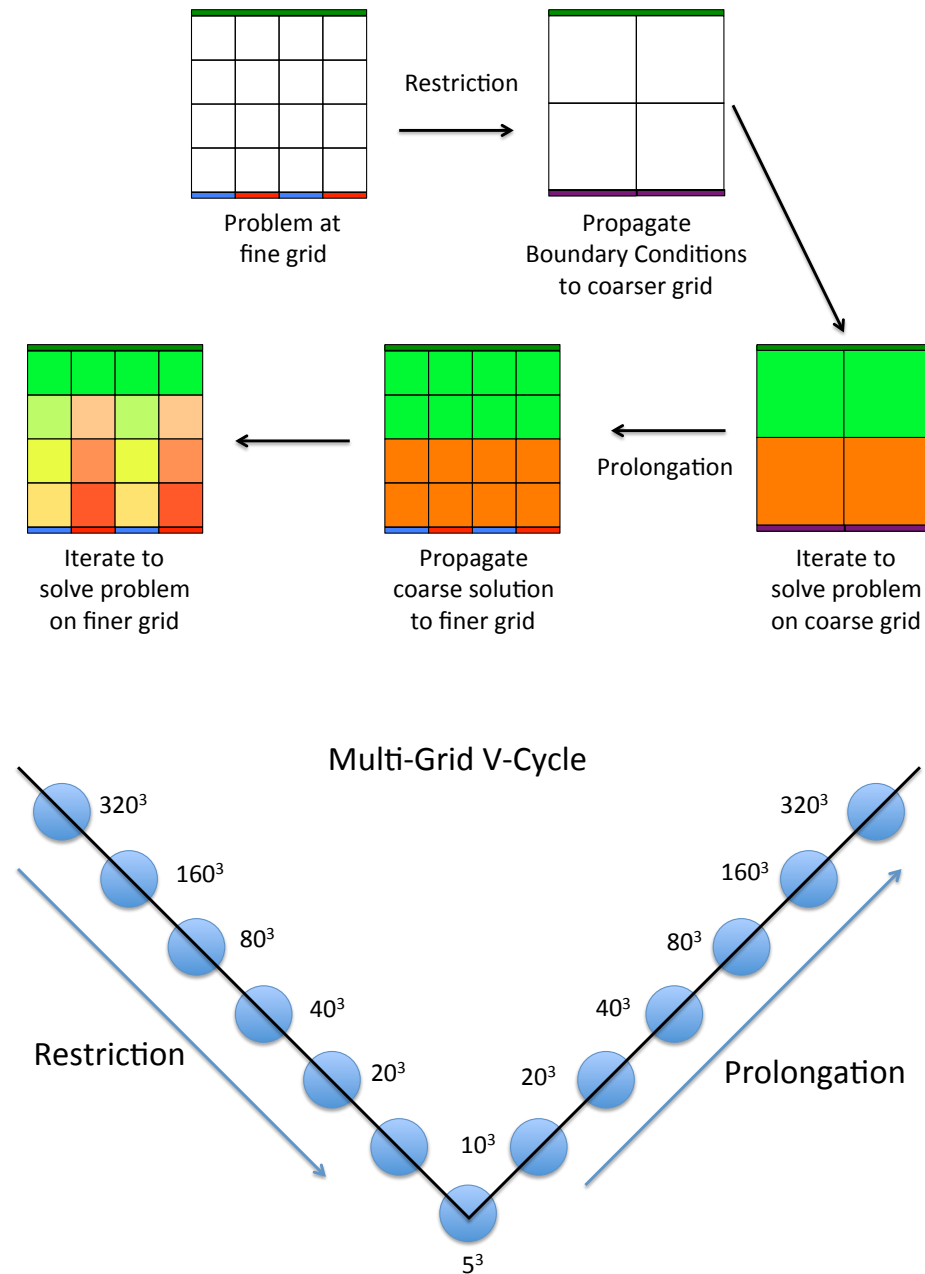 Restriction
Problem at
fine grid
Propagate
Boundary Conditions
to coarser grid
Prolongation
Iterate to
solve problem
on finer grid
Propagate
coarse solution
to finer grid
Iterate to
solve problem
on coarse grid
Multi-Grid V-Cycle
320³
160³
80³
40³
20³
Restriction
320³
160³
80³
40³
20³
10³
Prolongation
5³